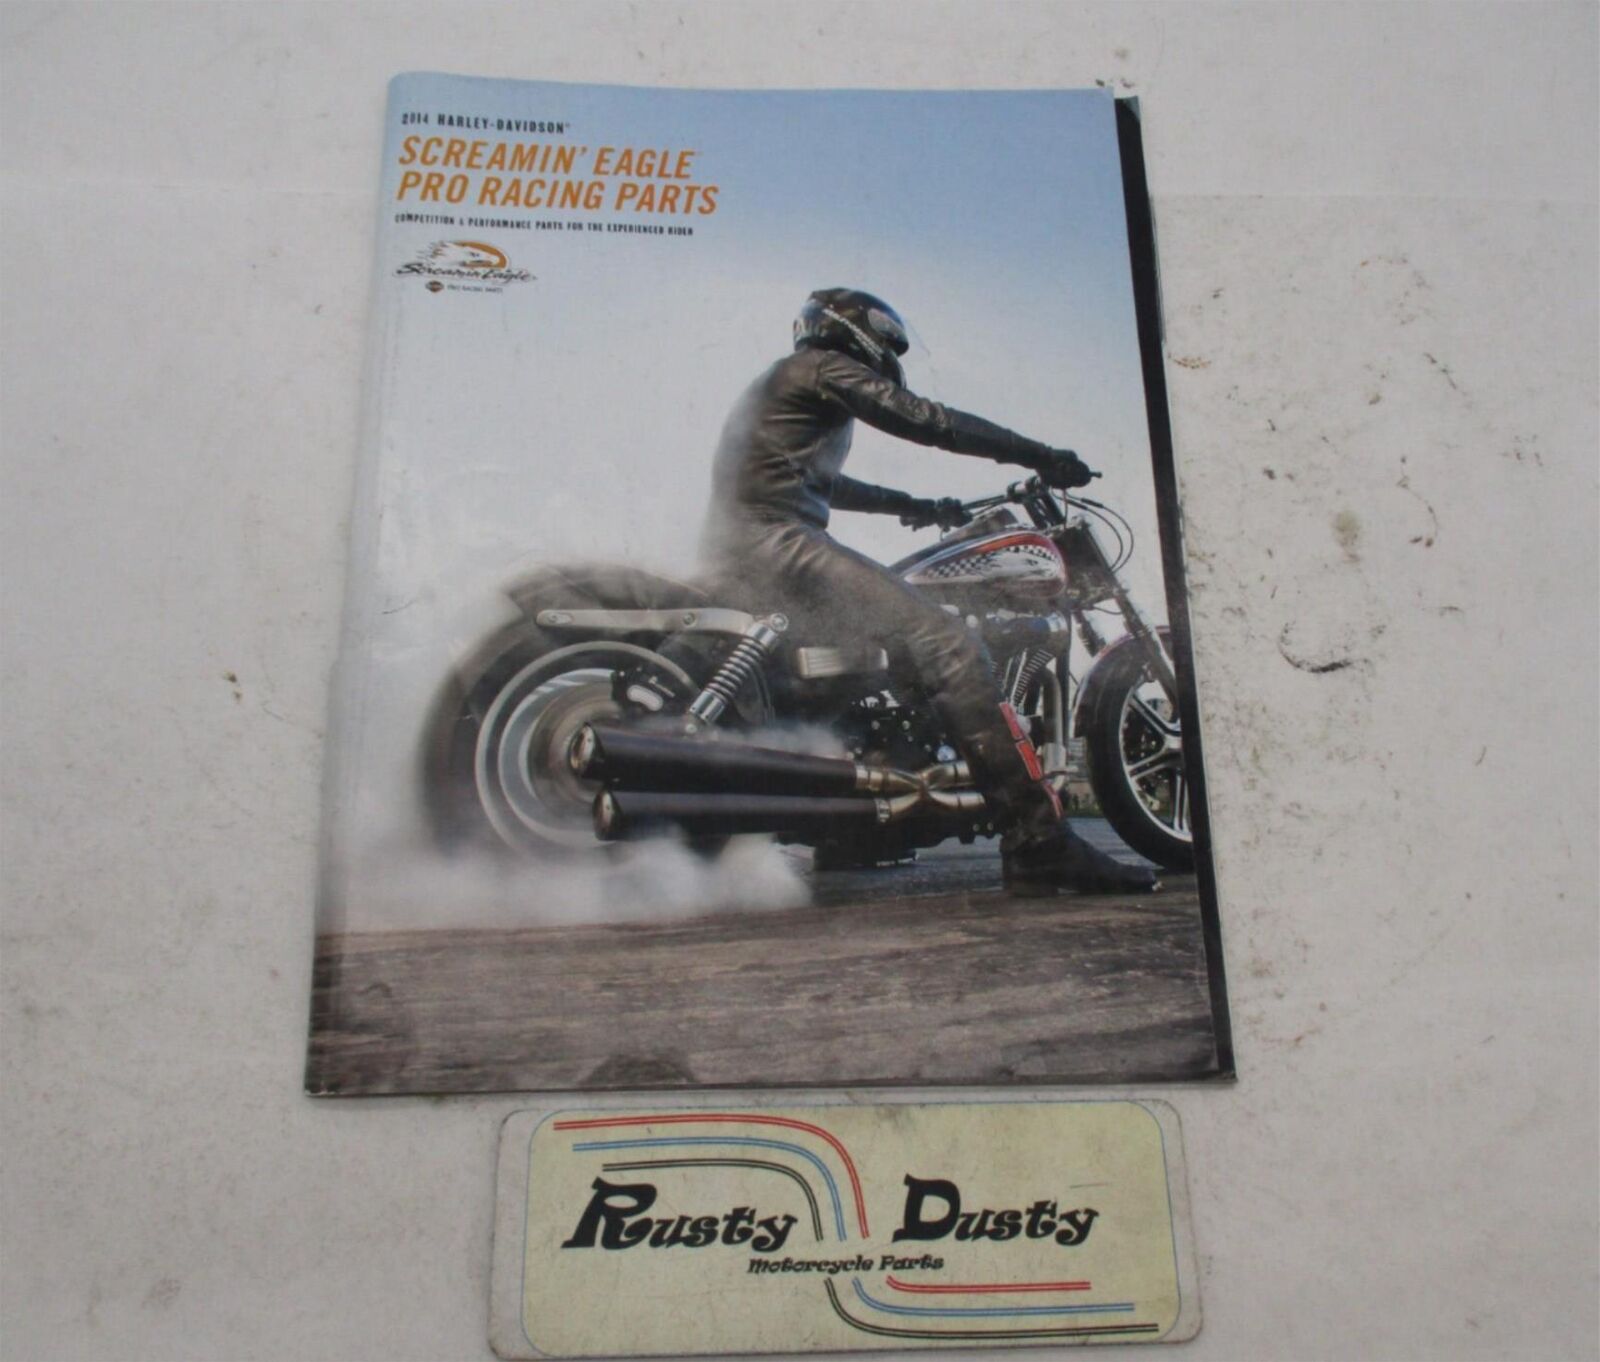 2014 HARLEY-DAVIDSON®
SCREAMIN' EAGLE
PRO RACING PARTS
COMPETITION & PERFORMANCE PARTS FOR THE EXPERIENCED RIDER
Screamin Eagle
PRO RACING PARTS
Rusty Dusty
Motorcycle Parts